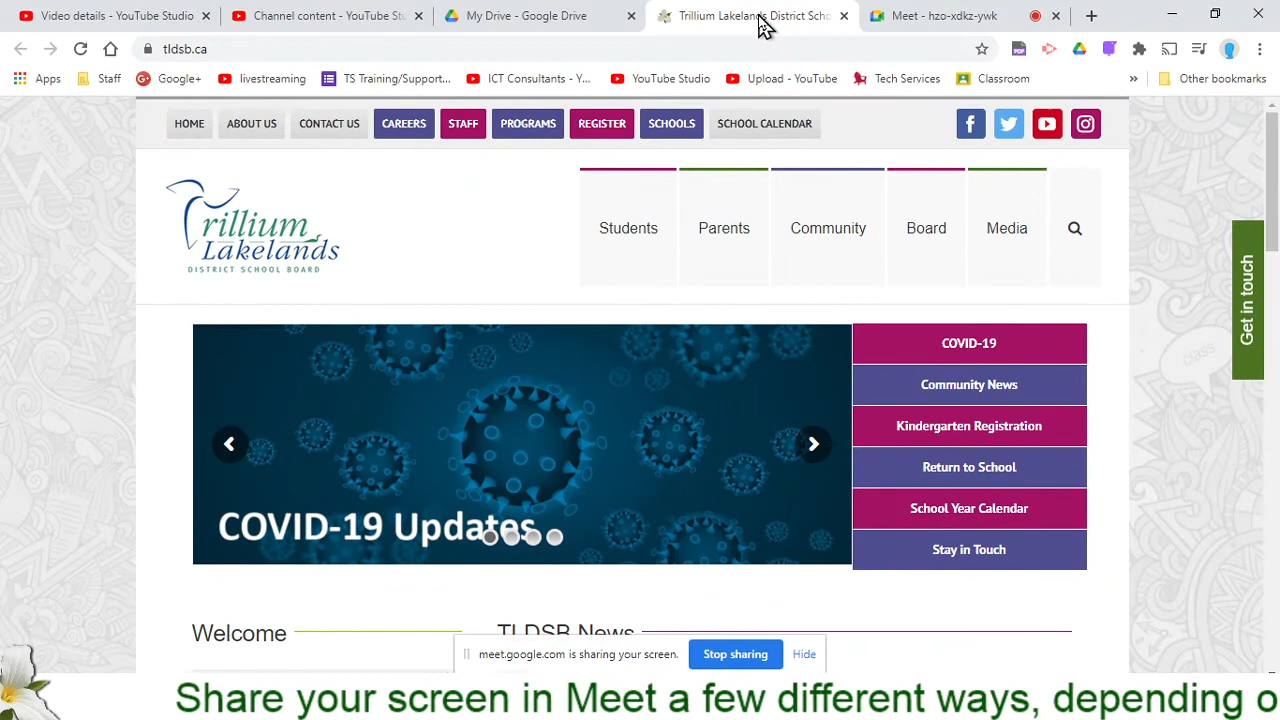 Video details - YouTube Studio
Channel content - YouTube Stu
My Drive - Google Drive
Trillium Lakelands District Scho
Meet - hzo-xdkz-ywk
tldsb.ca
Apps
Staff
Google+
livestreaming
TS Training/Support...
ICT Consultants - Y...
YouTube Studio
Upload - YouTube
Tech Services
Classroom
Other bookmarks
HOME
ABOUT US
CONTACT US
CAREERS
STAFF
PROGRAMS
REGISTER
SCHOOLS
SCHOOL CALENDAR
Trillium
Lakelands
DISTRICT SCHOOL BOARD
Students
Parents
Community
Board
Media
Get in touch
COVID-19 Updates
COVID-19
Community News
Kindergarten Registration
Return to School
School Year Calendar
Stay in Touch
Welcome
TLDSB News
meet.google.com is sharing your screen.
Stop sharing
Hide
Share your screen in Meet a few different ways, depending o